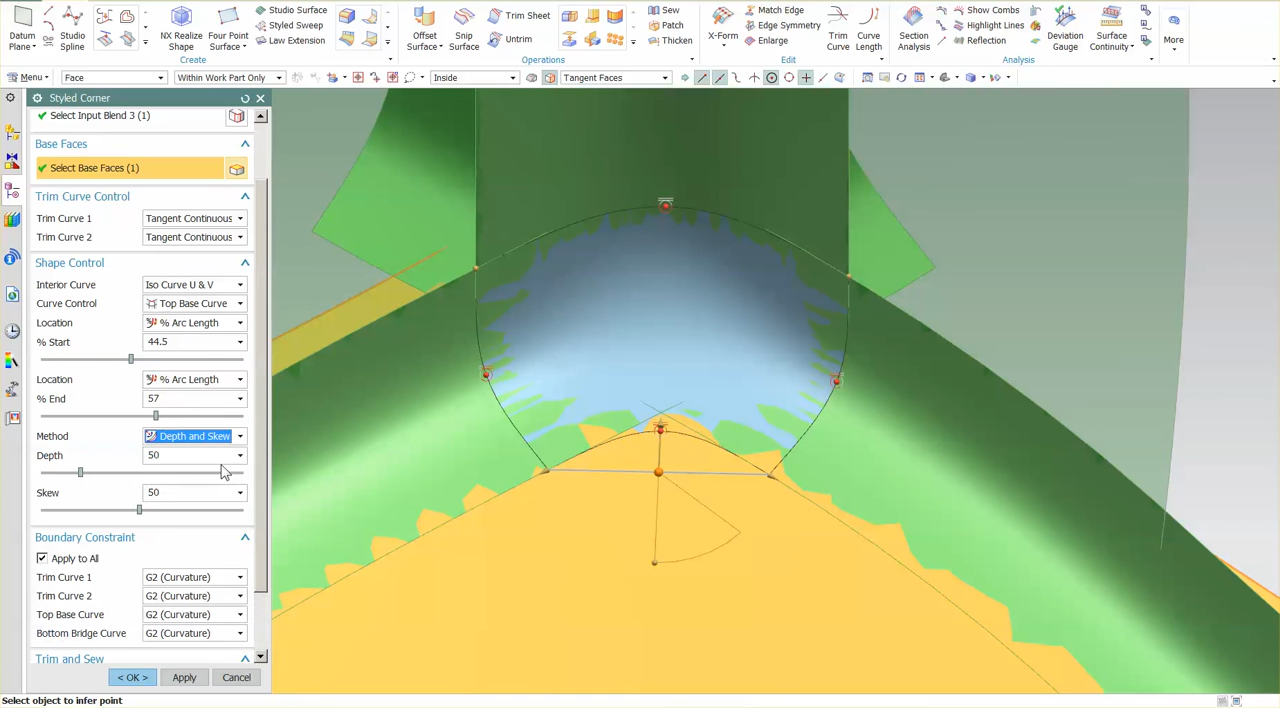 Datum
Plane
Studio
Spline
NX Realize
Shape
Four Point
Surface
Studio Surface
Styled Sweep
Law Extension
Create
Offset
Surface
Snip
Surface
Trim Sheet
Untrim
Sew
Patch
Thicken
Operations
X-Form
Match Edge
Edge Symmetry
Enlarge
Trim
Curve
Curve
Length
Edit
Section
Analysis
Show Combs
Highlight Lines
Reflection
Deviation
Gauge
Surface
Continuity
More
Analysis
Menu
Face
Within Work Part Only
Inside
Tangent Faces
Styled Corner
Select Input Blend 3 (1)
Base Faces
Select Base Faces (1)
Trim Curve Control
Trim Curve 1 Tangent Continuous
Trim Curve 2 Tangent Continuous
Shape Control
Interior Curve Iso Curve U & V
Curve Control Top Base Curve
Location % Arc Length
% Start 44.5
Location % Arc Length
% End 57
Method Depth and Skew
Depth 50
Skew 50
Boundary Constraint
Apply to All
Trim Curve 1 G2 (Curvature)
Trim Curve 2 G2 (Curvature)
Top Base Curve G2 (Curvature)
Bottom Bridge Curve G2 (Curvature)
Trim and Sew
< OK > Apply Cancel
Select object to infer point